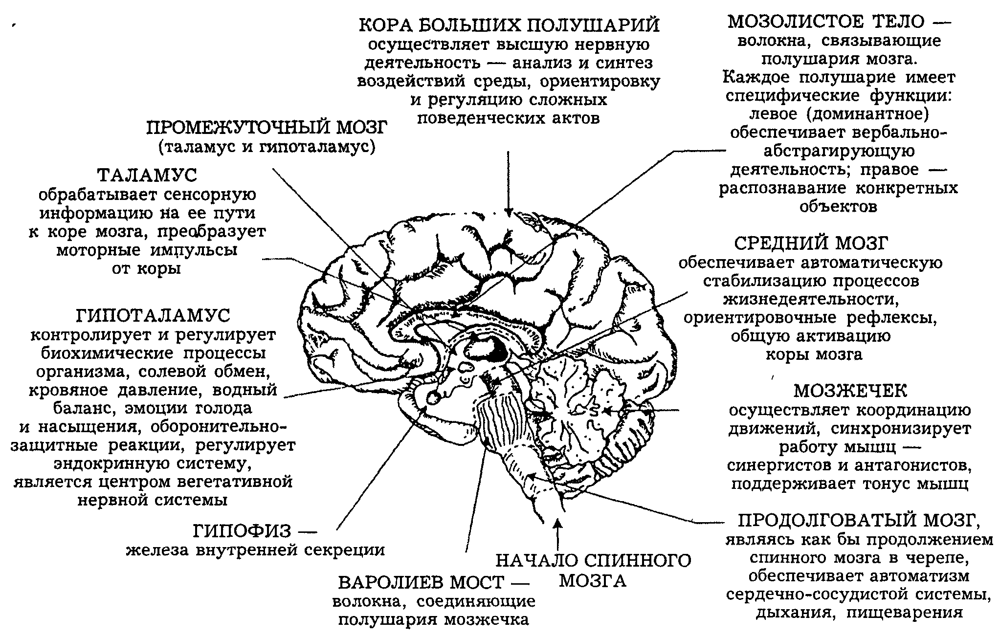 КОРА БОЛЬШИХ ПОЛУШАРИЙ
осуществляет высшую нервную
деятельность — анализ и синтез
воздействий среды, ориентировку
и регуляцию сложных
поведенческих актов
МОЗОЛИСТОЕ ТЕЛО —
волокна, связывающие
полушария мозга.
Каждое полушарие имеет
специфические функции:
левое (доминантное)
обеспечивает вербально-
абстрагирующую
деятельность; правое —
распознавание конкретных
объектов
ПРОМЕЖУТОЧНЫЙ МОЗГ
(таламус и гипоталамус)
ТАЛАМУС
обрабатывает сенсорную
информацию на ее пути
к коре мозга, преобразует
моторные импульсы
от коры
СРЕДНИЙ МОЗГ
обеспечивает автоматическую
стабилизацию процессов
жизнедеятельности,
ориентировочные рефлексы,
общую активацию
коры мозга
ГИПОТАЛАМУС
контролирует и регулирует
биохимические процессы
организма, солевой обмен,
кровяное давление, водный
баланс, эмоции голода
и насыщения, оборонительно-
защитные реакции, регулирует
эндокринную систему,
является центром вегетативной
нервной системы
МОЗЖЕЧЕК
осуществляет координацию
движений, синхронизирует
работу мышц —
синергистов и антагонистов,
поддерживает тонус мышц
ГИПОФИЗ —
железа внутренней секреции
ВАРОЛИЕВ МОСТ —
волокна, соединяющие
полушария мозжечка
НАЧАЛО СПИННОГО
МОЗГА
ПРОДОЛГОВАТЫЙ МОЗГ,
являясь как бы продолжением
спинного мозга в черепе,
обеспечивает автоматизм
сердечно-сосудистой системы,
дыхания, пищеварения